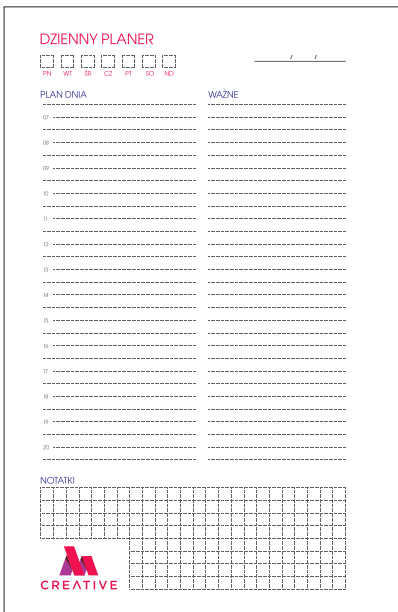 DZIENNY PLANER
PN WT ŚR CZ PT SO ND
/ / /
PLAN DNIA
WAŻNE
07
08
09
10
11
12
13
14
15
16
17
18
19
20
NOTATKI
CREATIVE